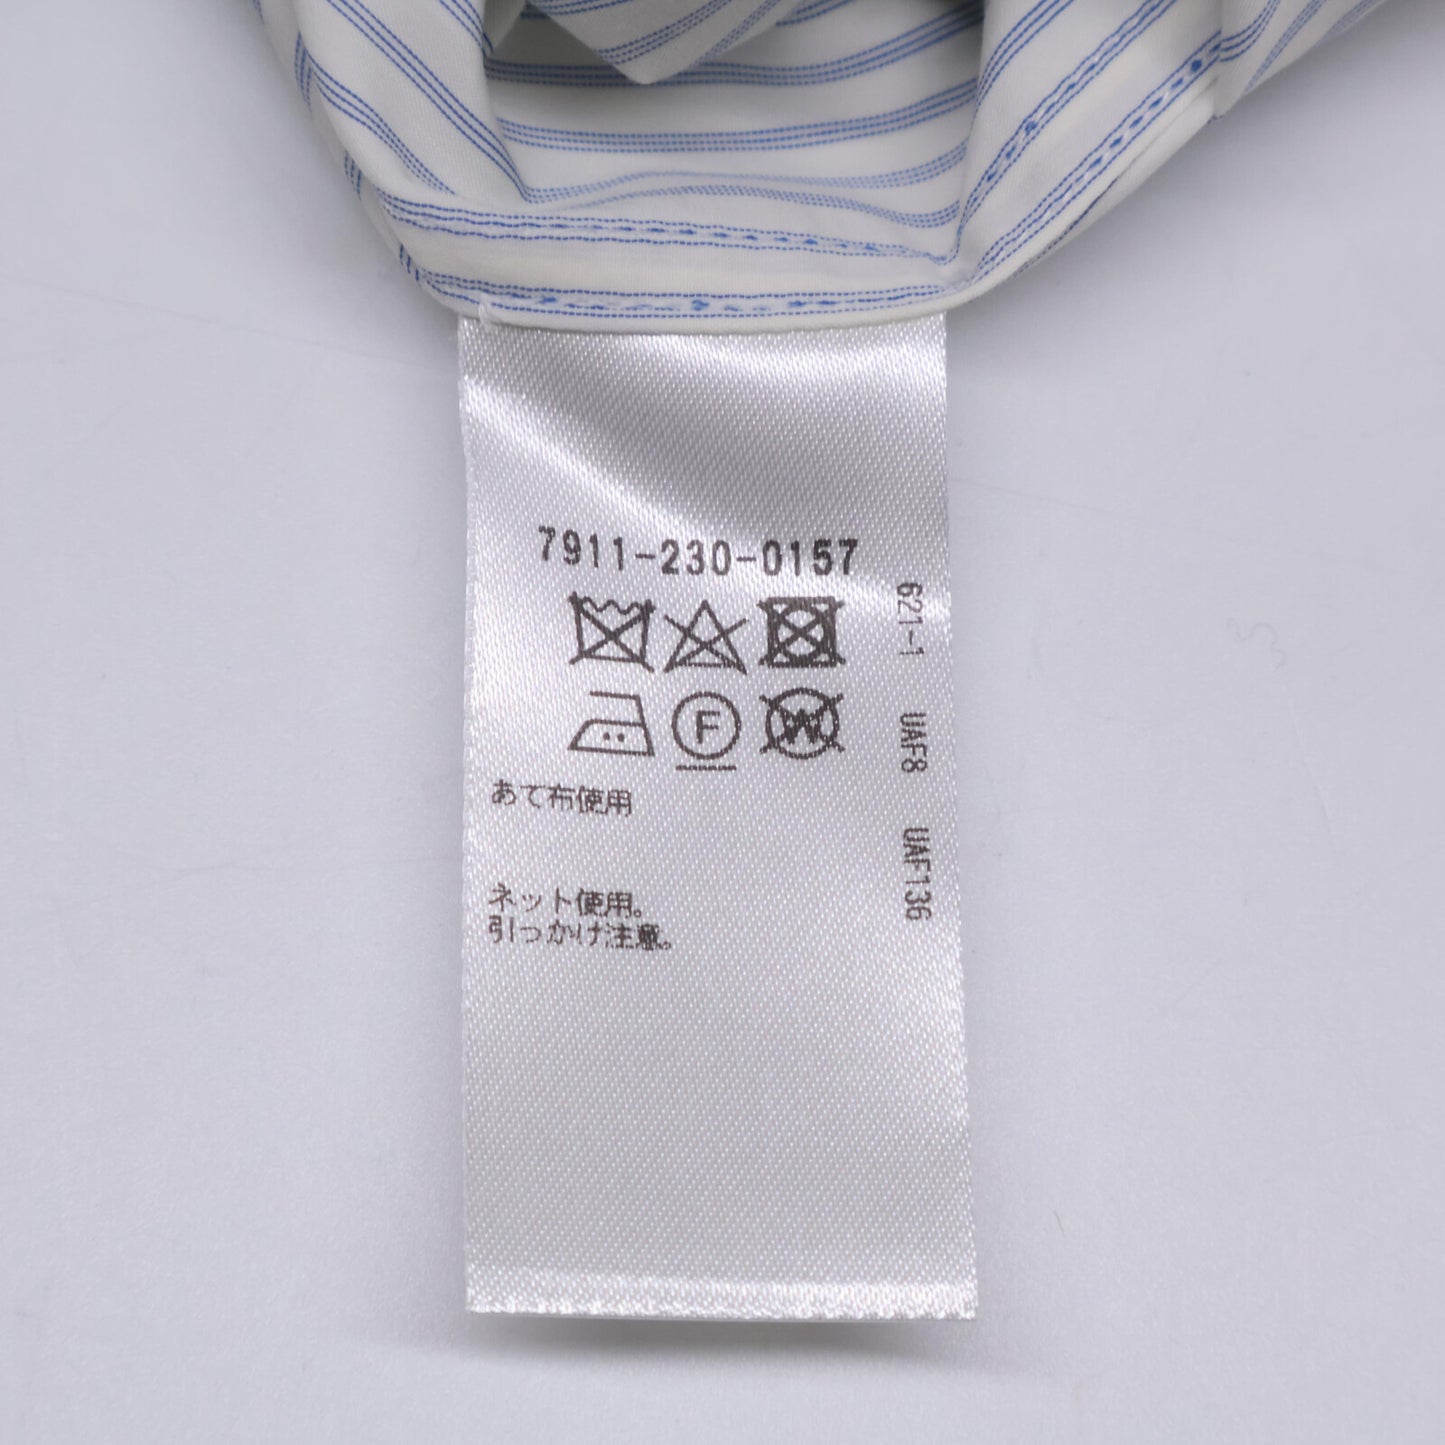 7911-230-0157
F
W
あて布使用
ネット使用。
引っかけ注意。
621-1 UAF8 UAF136